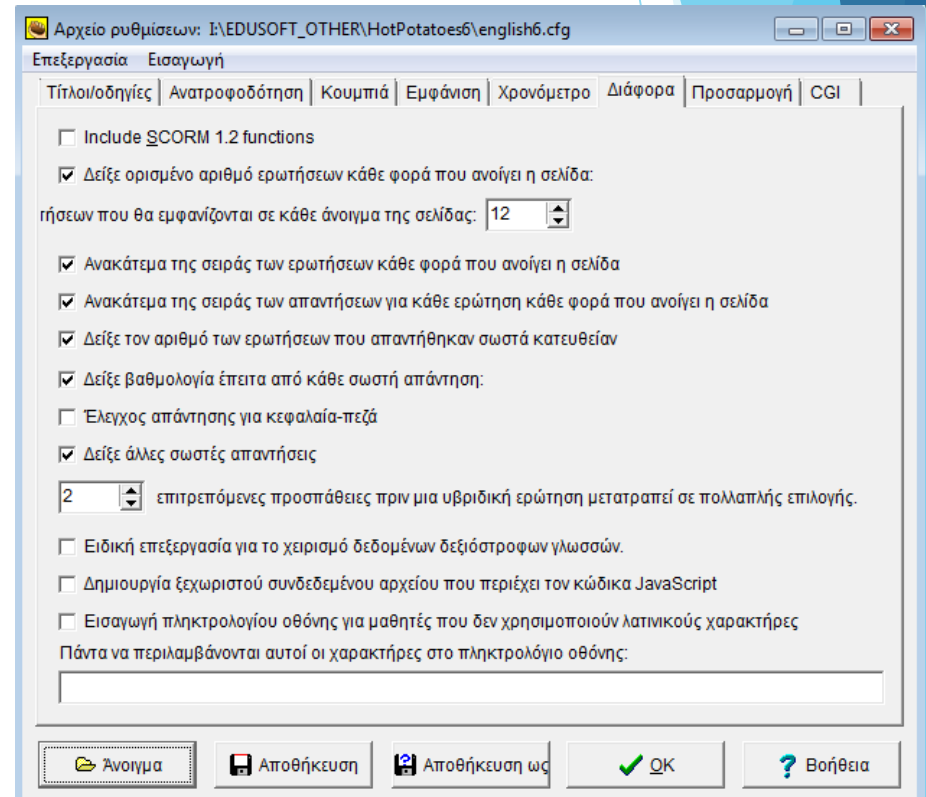 Αρχείο ρυθμίσεων: I:\EDUSOFT_OTHER\HotPotatoes6\english6.cfg
Επεξεργασία Εισαγωγή
Τίτλοι/οδηγίες Ανατροφοδότηση Κουμπιά Εμφάνιση Χρονόμετρο Διάφορα Προσαρμογή CGI
Include SCORM 1.2 functions
Δείξε ορισμένο αριθμό ερωτήσεων κάθε φορά που ανοίγει η σελίδα:
τήσεων που θα εμφανίζονται σε κάθε άνοιγμα της σελίδας: 12
Ανακάτεμα της σειράς των ερωτήσεων κάθε φορά που ανοίγει η σελίδα
Ανακάτεμα της σειράς των απαντήσεων για κάθε ερώτηση κάθε φορά που ανοίγει η σελίδα
Δείξε τον αριθμό των ερωτήσεων που απαντήθηκαν σωστά κατευθείαν
Δείξε βαθμολογία έπειτα από κάθε σωστή απάντηση:
Έλεγχος απάντησης για κεφαλαία-πεζά
Δείξε άλλες σωστές απαντήσεις
2 επιτρεπόμενες προσπάθειες πριν μια υβριδική ερώτηση μετατραπεί σε πολλαπλής επιλογής.
Ειδική επεξεργασία για το χειρισμό δεδομένων δεξιόστροφων γλωσσών.
Δημιουργία ξεχωριστού συνδεδεμένου αρχείου που περιέχει τον κώδικα JavaScript
Εισαγωγή πληκτρολογίου οθόνης για μαθητές που δεν χρησιμοποιούν λατινικούς χαρακτήρες
Πάντα να περιλαμβάνονται αυτοί οι χαρακτήρες στο πληκτρολόγιο οθόνης:
Άνοιγμα Αποθήκευση Αποθήκευση ως OK Βοήθεια